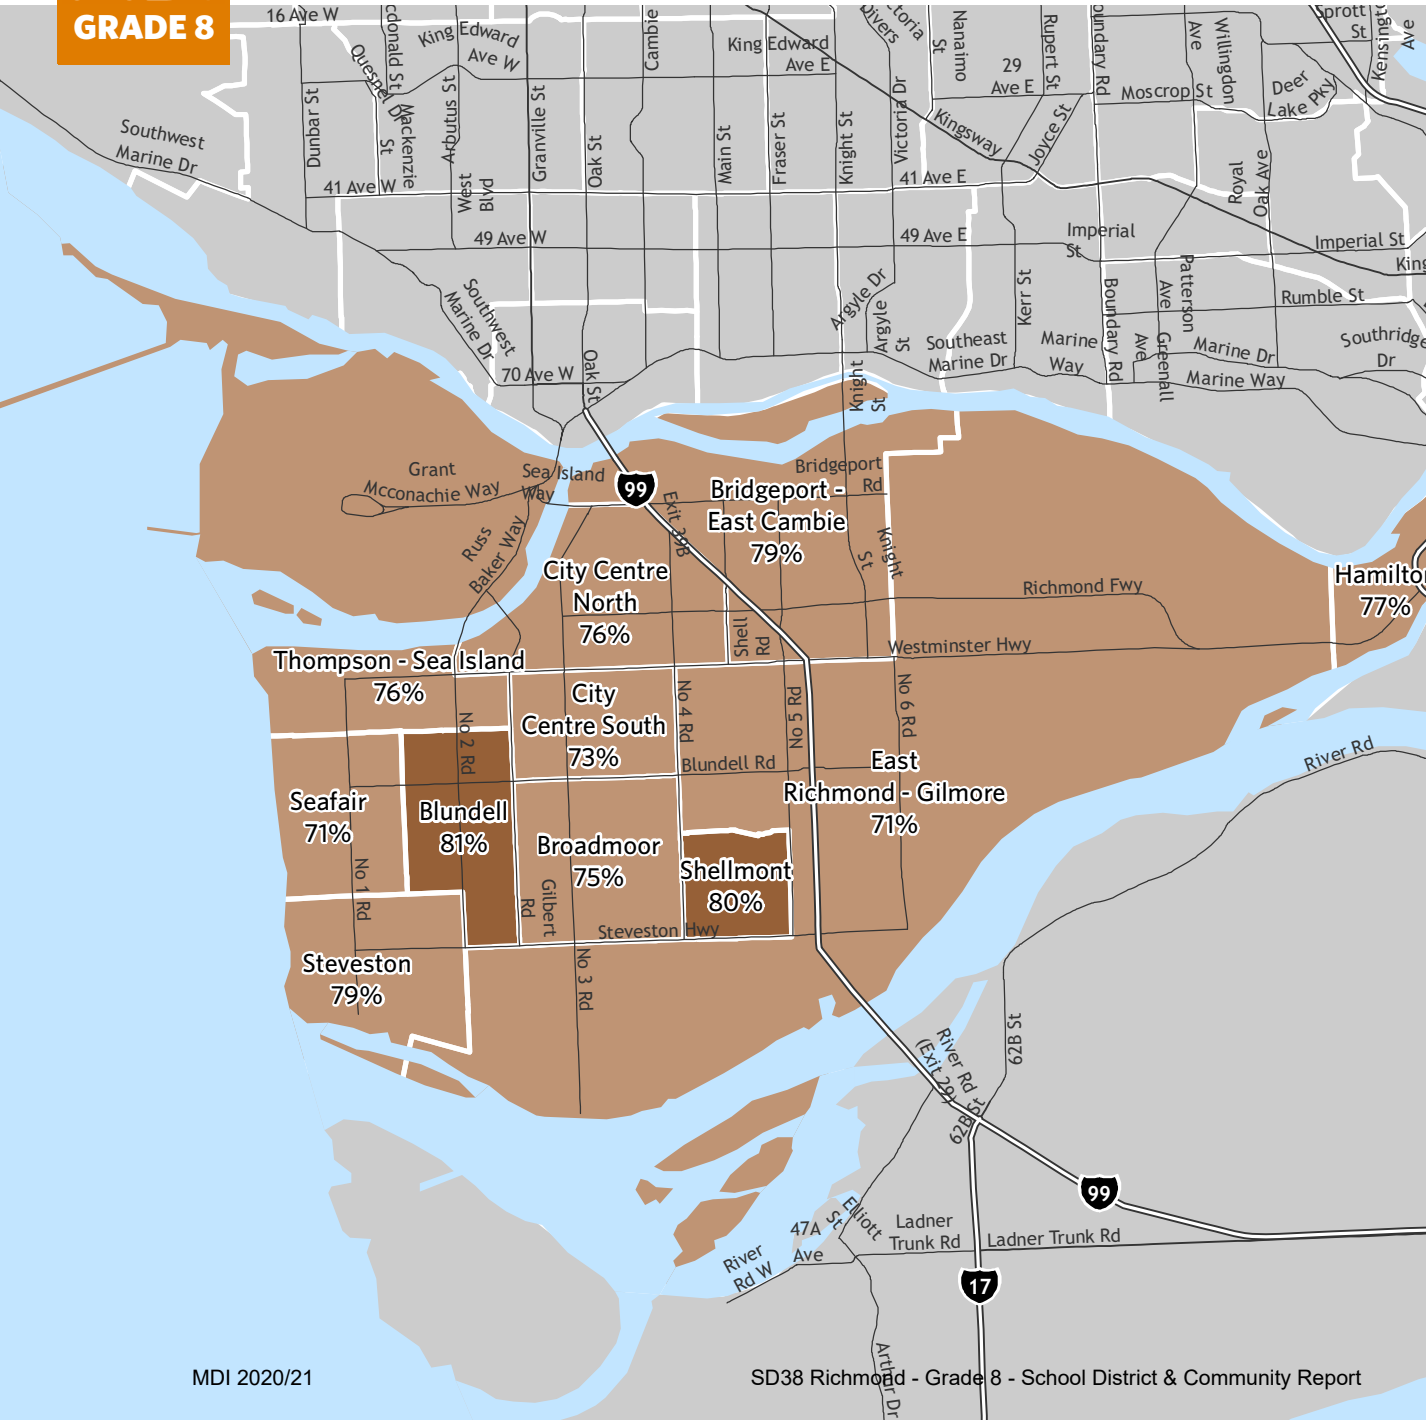 GRADE 8
16 Ave W
King Edward
Ave W
Quesnel Dr
Mackenzie
St
Arbutus St
Cambie
King Edward
Ave E
Nanaimo
St
29
Ave E
Rupert St
Moscrop St
Willingdon
Ave
Deer
Lake Pky
Sprott
St
Kensington
Ave
Southwest
Marine Dr
Dunbar St
Granville St
Oak St
Main St
Fraser St
Knight St
Victoria Dr
Kingsway
Joyce St
41 Ave W
West
Blvd
41 Ave E
Royal
Oak Ave
49 Ave W
49 Ave E
Imperial
St
Imperial St
Southwest
Marine Dr
Argyle Dr
Argyle
St
Kerr St
Boundary Rd
Patterson
Ave
Rumble St
Southeast
Marine Dr
Marine
Way
Greenall
Ave
Marine Dr
Marine Way
Southridge
Dr
70 Ave W
Oak St
Knight
St
Grant
Mcconachie Way
Sea Island
Way
99
Bridgeport
Rd
Bridgeport -
East Cambie
79%
Exit 39B
Russ
Baker Way
Knight
St
City Centre
North
76%
Shell
Rd
Richmond Fwy
Westminster Hwy
77%
Thompson - Sea Island
76%
City
Centre South
73%
No 2 Rd
No 4 Rd
No 5 Rd
No 6 Rd
Blundell Rd
East
Richmond - Gilmore
71%
River Rd
Seafair
71%
Blundell
81%
Broadmoor
75%
Shellmont
80%
No 1 Rd
Gilbert
Rd
Steveston Hwy
Steveston
79%
No 3 Rd
62B St
River Rd
(Exit 29)
62B St
99
Elliott
St
47A
Ave
Ladner
Trunk Rd
Ladner Trunk Rd
River
Rd W
17
Arthur Dr
MDI 2020/21
SD38 Richmond - Grade 8 - School District & Community Report